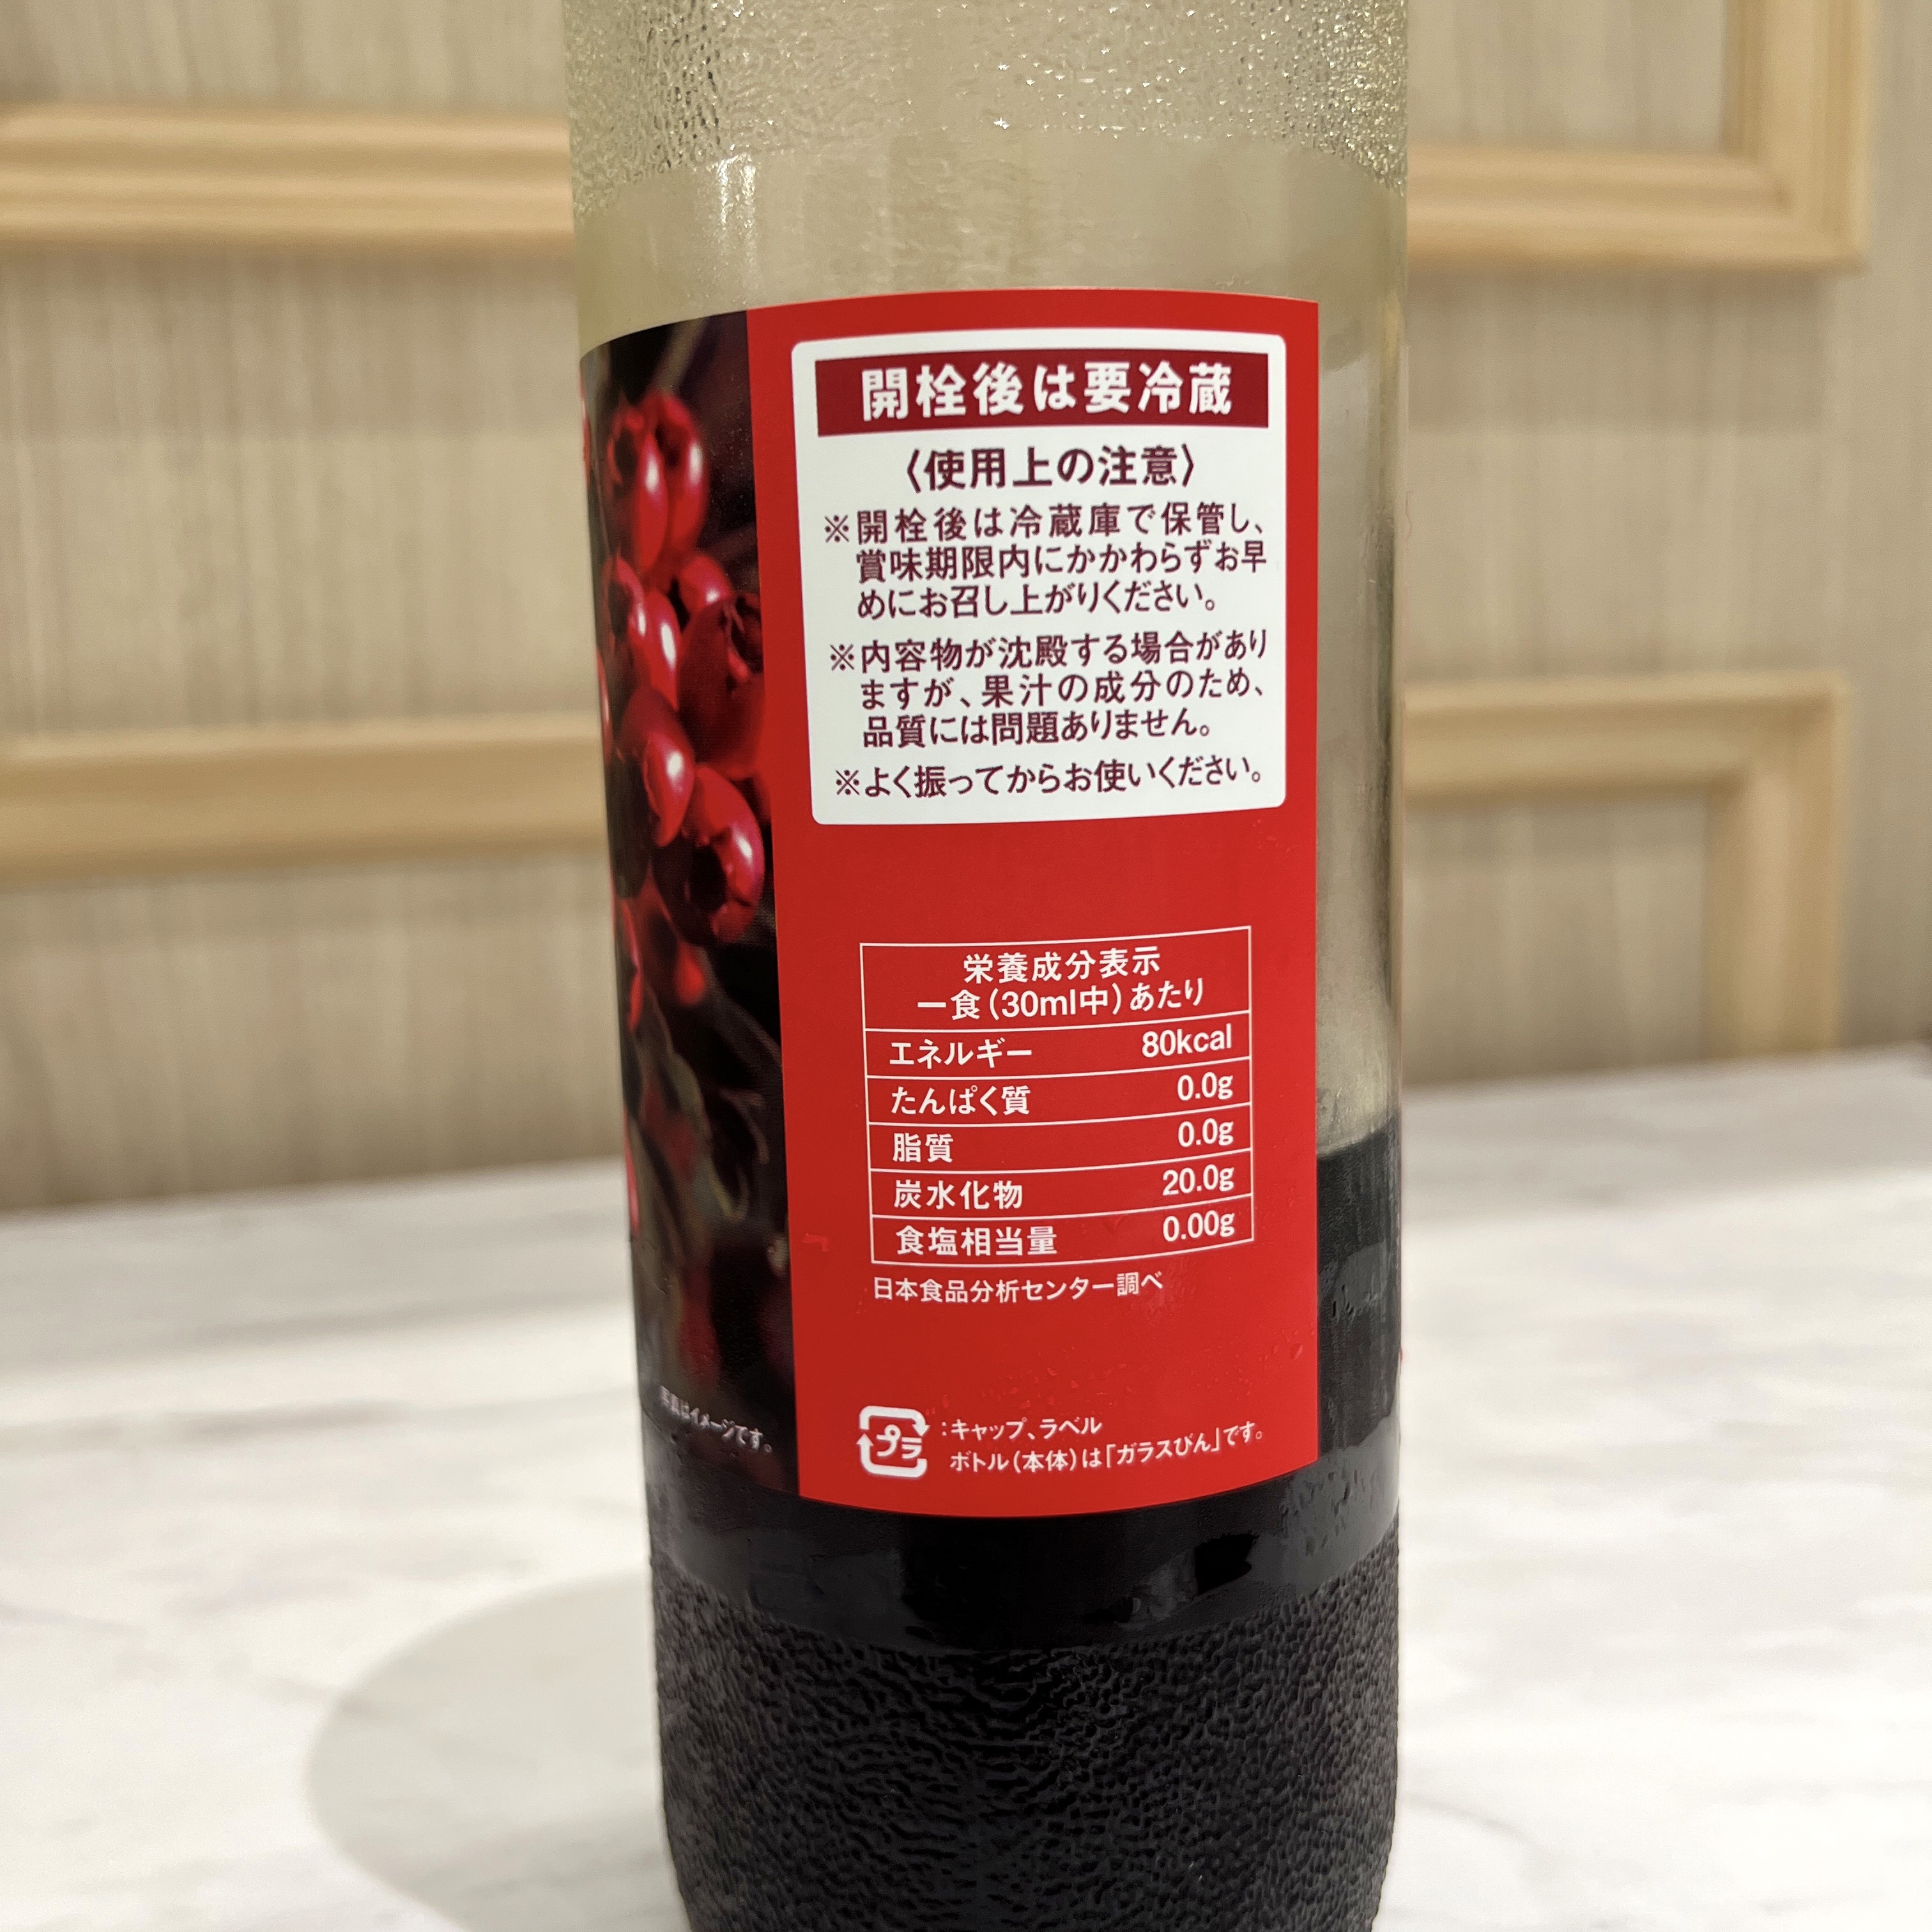 開栓後は要冷蔵
〈使用上の注意〉
※開栓後は冷蔵庫で保管し、
賞味期限内にかかわらずお早
めにお召し上がりください。
※内容物が沈殿する場合があり
ますが、果汁の成分のため、
品質には問題ありません。
※よく振ってからお使いください。
栄養成分表示
一食(30ml中)あたり
エネルギー 80kcal
たんぱく質 0.0g
脂質 0.0g
炭水化物 20.0g
食塩相当量 0.00g
日本食品分析センター調べ
写真はイメージです。
プラ :キャップ、ラベル
ボトル(本体)は「ガラスびん」です。